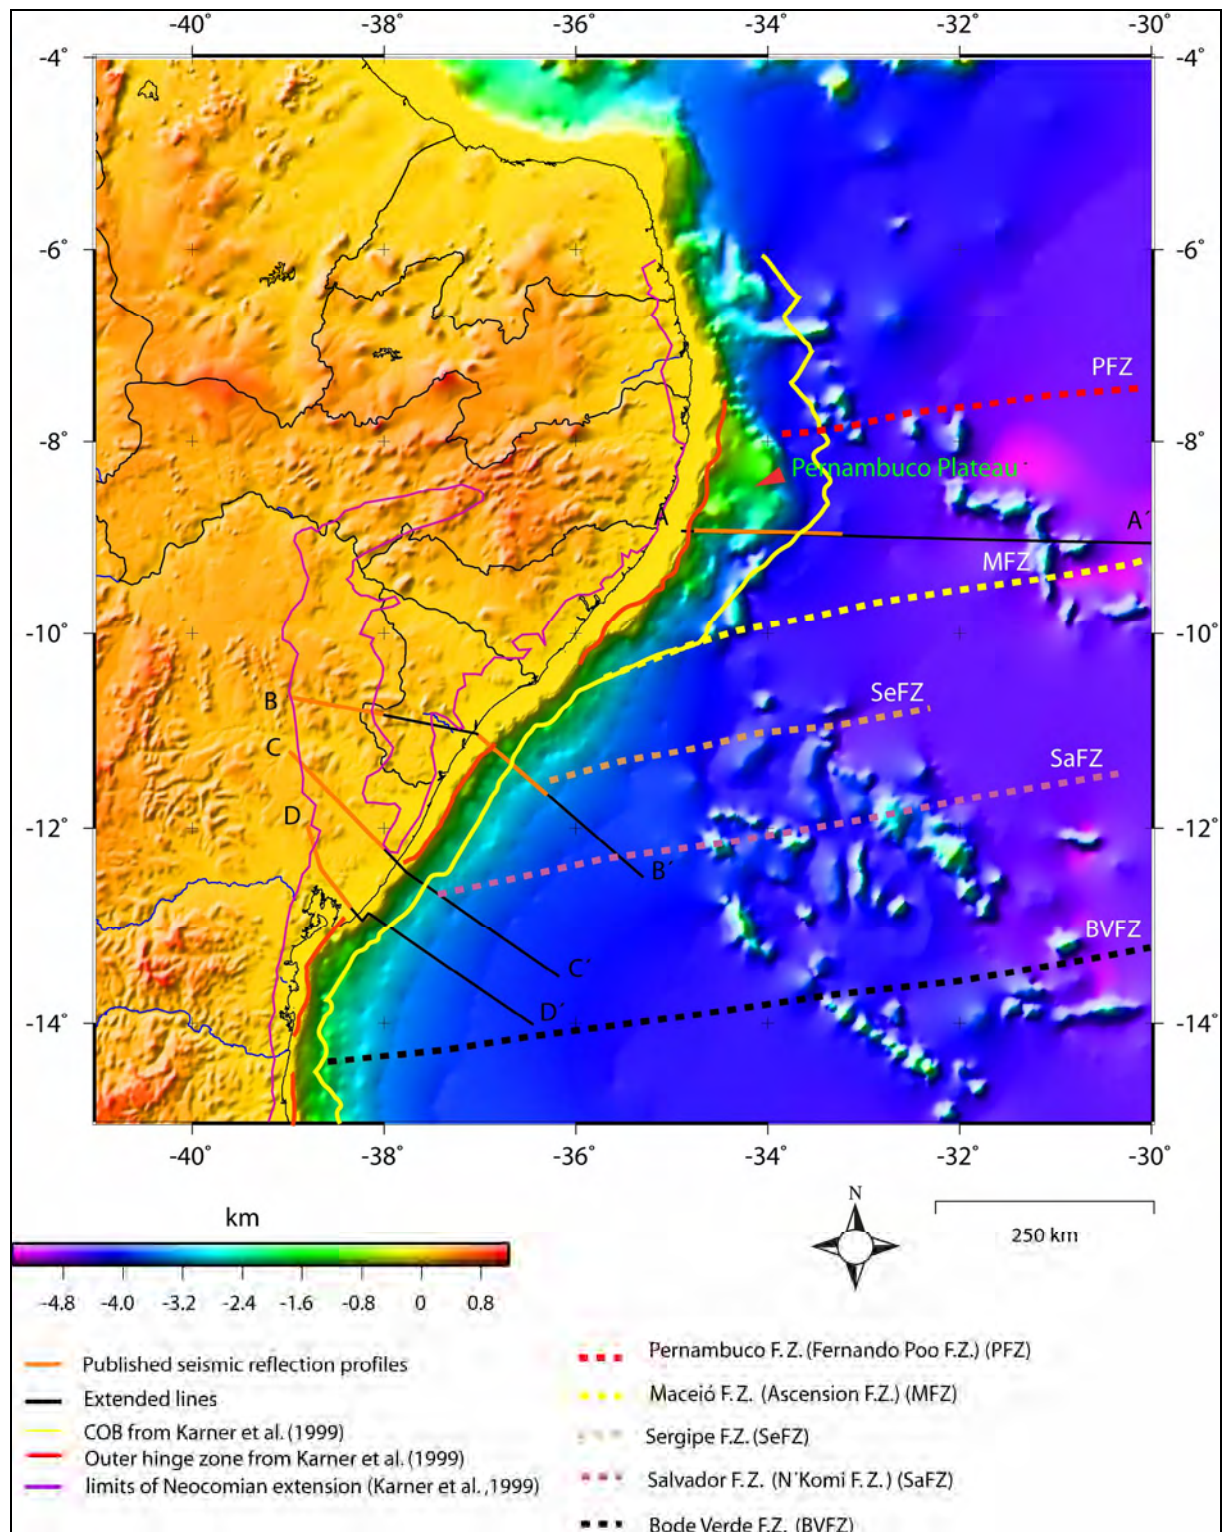 -40° -38° -36° -34° -32° -30°
-4° -4°
-6° -6°
PFZ
-8° -8°
Pernambuco Plateau
A A´
MFZ
-10° -10°
SeFZ
B
C
SaFZ
D
-12° -12°
B´
BVFZ
C´
D´
-14° -14°
-40° -38° -36° -34° -32° -30°
km
N
250 km
-4.8 -4.0 -3.2 -2.4 -1.6 -0.8 0 0.8
Published seismic reflection profiles
Extended lines
COB from Karner et al. (1999)
Outer hinge zone from Karner et al. (1999)
limits of Neocomian extension (Karner et al.,1999)
Pernambuco F. Z. (Fernando Poo F.Z.) (PFZ)
Maceió F. Z. (Ascension F.Z.) (MFZ)
Sergipe F.Z. (SeFZ)
Salvador F.Z. (N´Komi F.Z.) (SaFZ)
Bode Verde F.Z. (BVFZ)